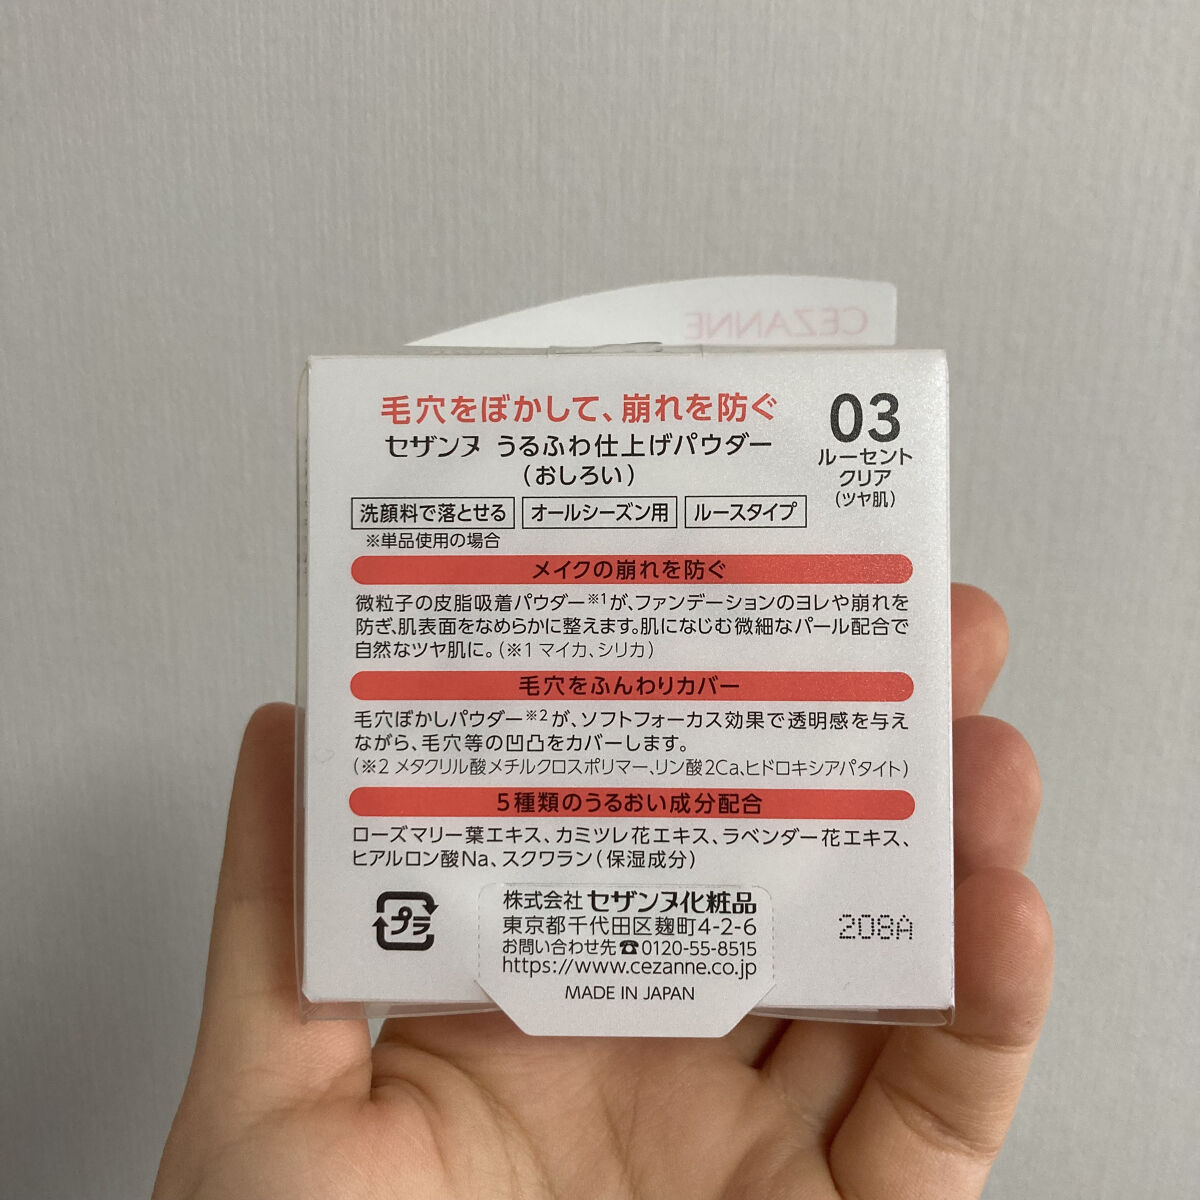 CEZANNE
毛穴をぼかして、崩れを防ぐ
セザンヌ うるふわ仕上げパウダー
(おしろい)
03
ルーセント
クリア
(ツヤ肌)
洗顔料で落とせる オールシーズン用 ルースタイプ
※単品使用の場合
メイクの崩れを防ぐ
微粒子の皮脂吸着パウダー※1が、ファンデーションのヨレや崩れを
防ぎ、肌表面をなめらかに整えます。肌になじむ微細なパール配合で
自然なツヤ肌に。(※1 マイカ、シリカ)
毛穴をふんわりカバー
毛穴ぼかしパウダー※2が、ソフトフォーカス効果で透明感を与え
ながら、毛穴等の凹凸をカバーします。
(※2 メタクリル酸メチルクロスポリマー、リン酸2Ca、ヒドロキシアパタイト)
5種類のうるおい成分配合
ローズマリー葉エキス、カミツレ花エキス、ラベンダー花エキス、
ヒアルロン酸Na、スクワラン(保湿成分)
プラ
株式会社 セザンヌ化粧品
東京都千代田区麹町4-2-6
お問い合わせ先☎0120-55-8515
https://www.cezanne.co.jp
MADE IN JAPAN
208A